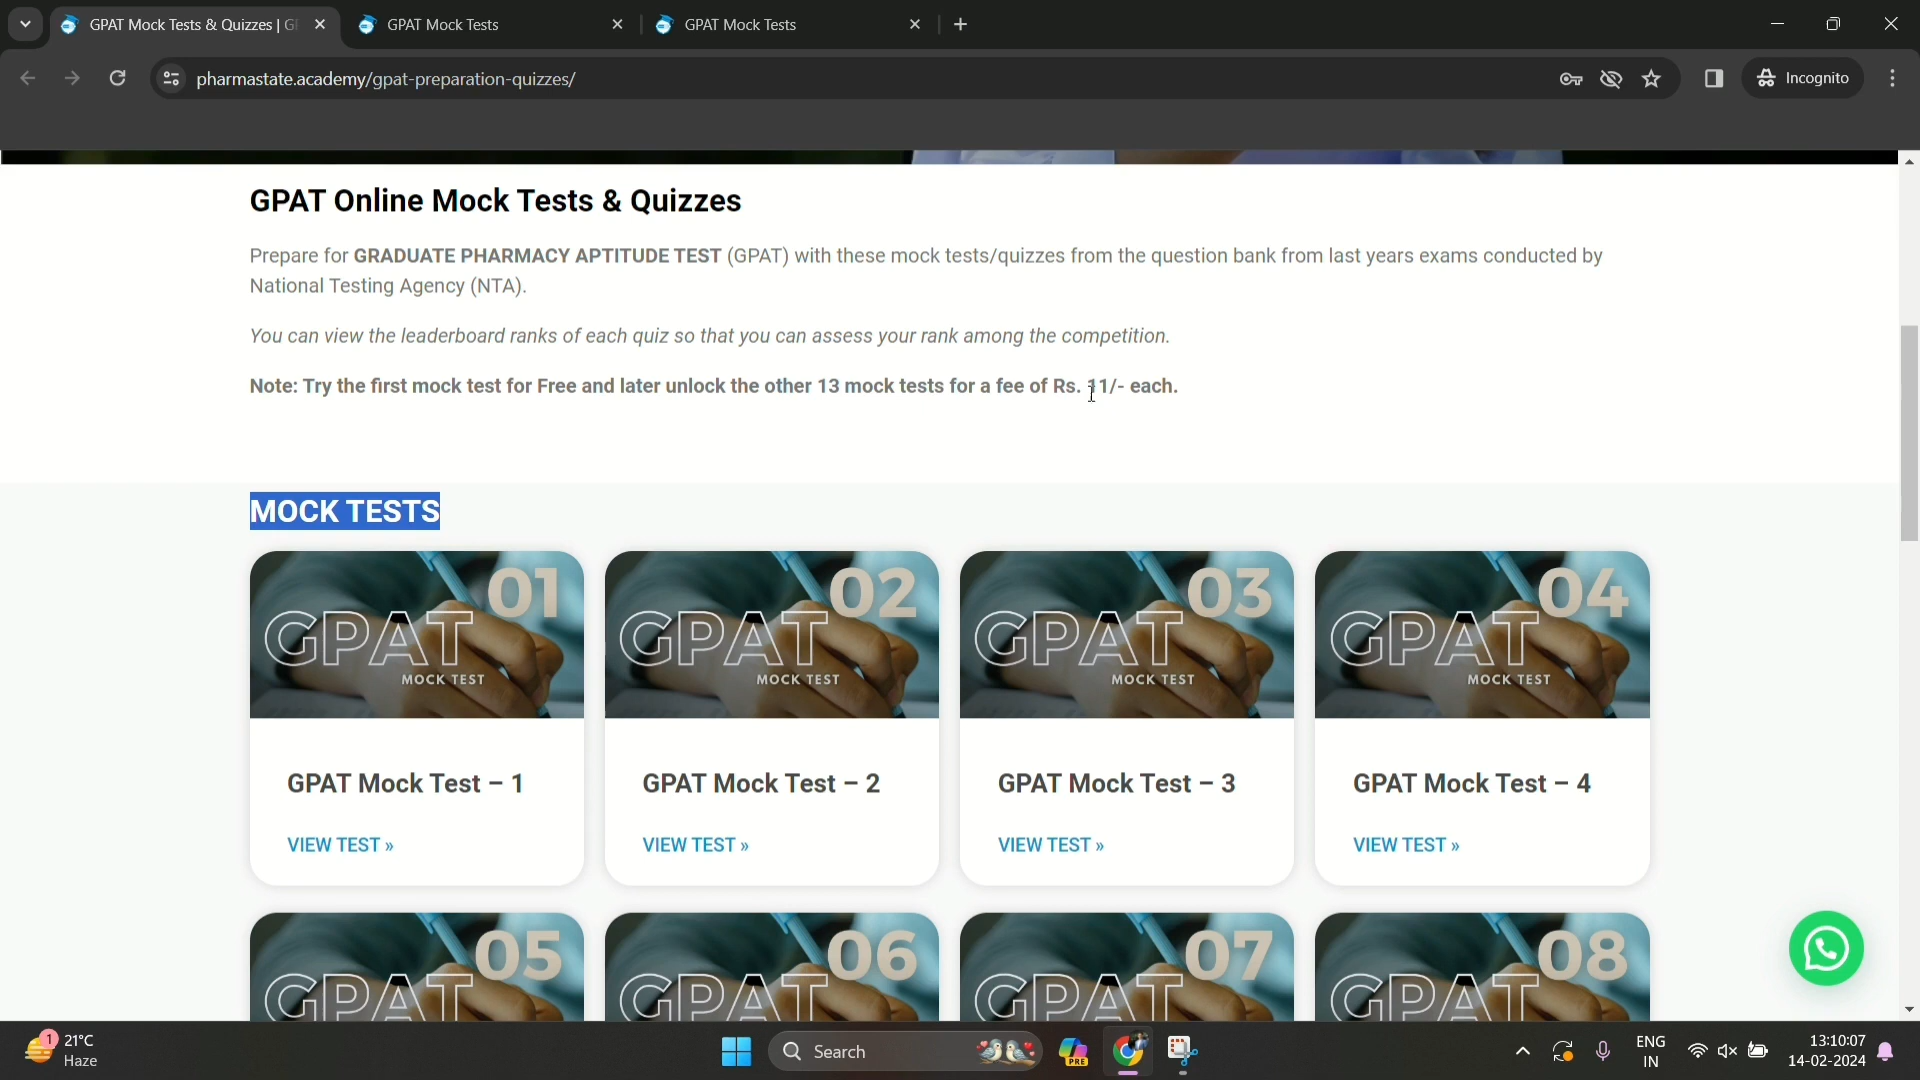 GPAT Mock Tests & Quizzes | G
GPAT Mock Tests
GPAT Mock Tests
pharmastate.academy/gpat-preparation-quizzes/
Incognito
GPAT Online Mock Tests & Quizzes
Prepare for GRADUATE PHARMACY APTITUDE TEST (GPAT) with these mock tests/quizzes from the question bank from last years exams conducted by
National Testing Agency (NTA).
You can view the leaderboard ranks of each quiz so that you can assess your rank among the competition.
Note: Try the first mock test for Free and later unlock the other 13 mock tests for a fee of Rs. 11/- each.
MOCK TESTS
01
GPAT
MOCK TEST
02
GPAT
MOCK TEST
03
GPAT
MOCK TEST
04
GPAT
MOCK TEST
GPAT Mock Test – 1
GPAT Mock Test – 2
GPAT Mock Test – 3
GPAT Mock Test – 4
VIEW TEST »
VIEW TEST »
VIEW TEST »
VIEW TEST »
05
GPAT
06
GPAT
07
GPAT
08
GPAT
1
21°C
Haze
Search
PRE
ENG
IN
13:10:07
14-02-2024